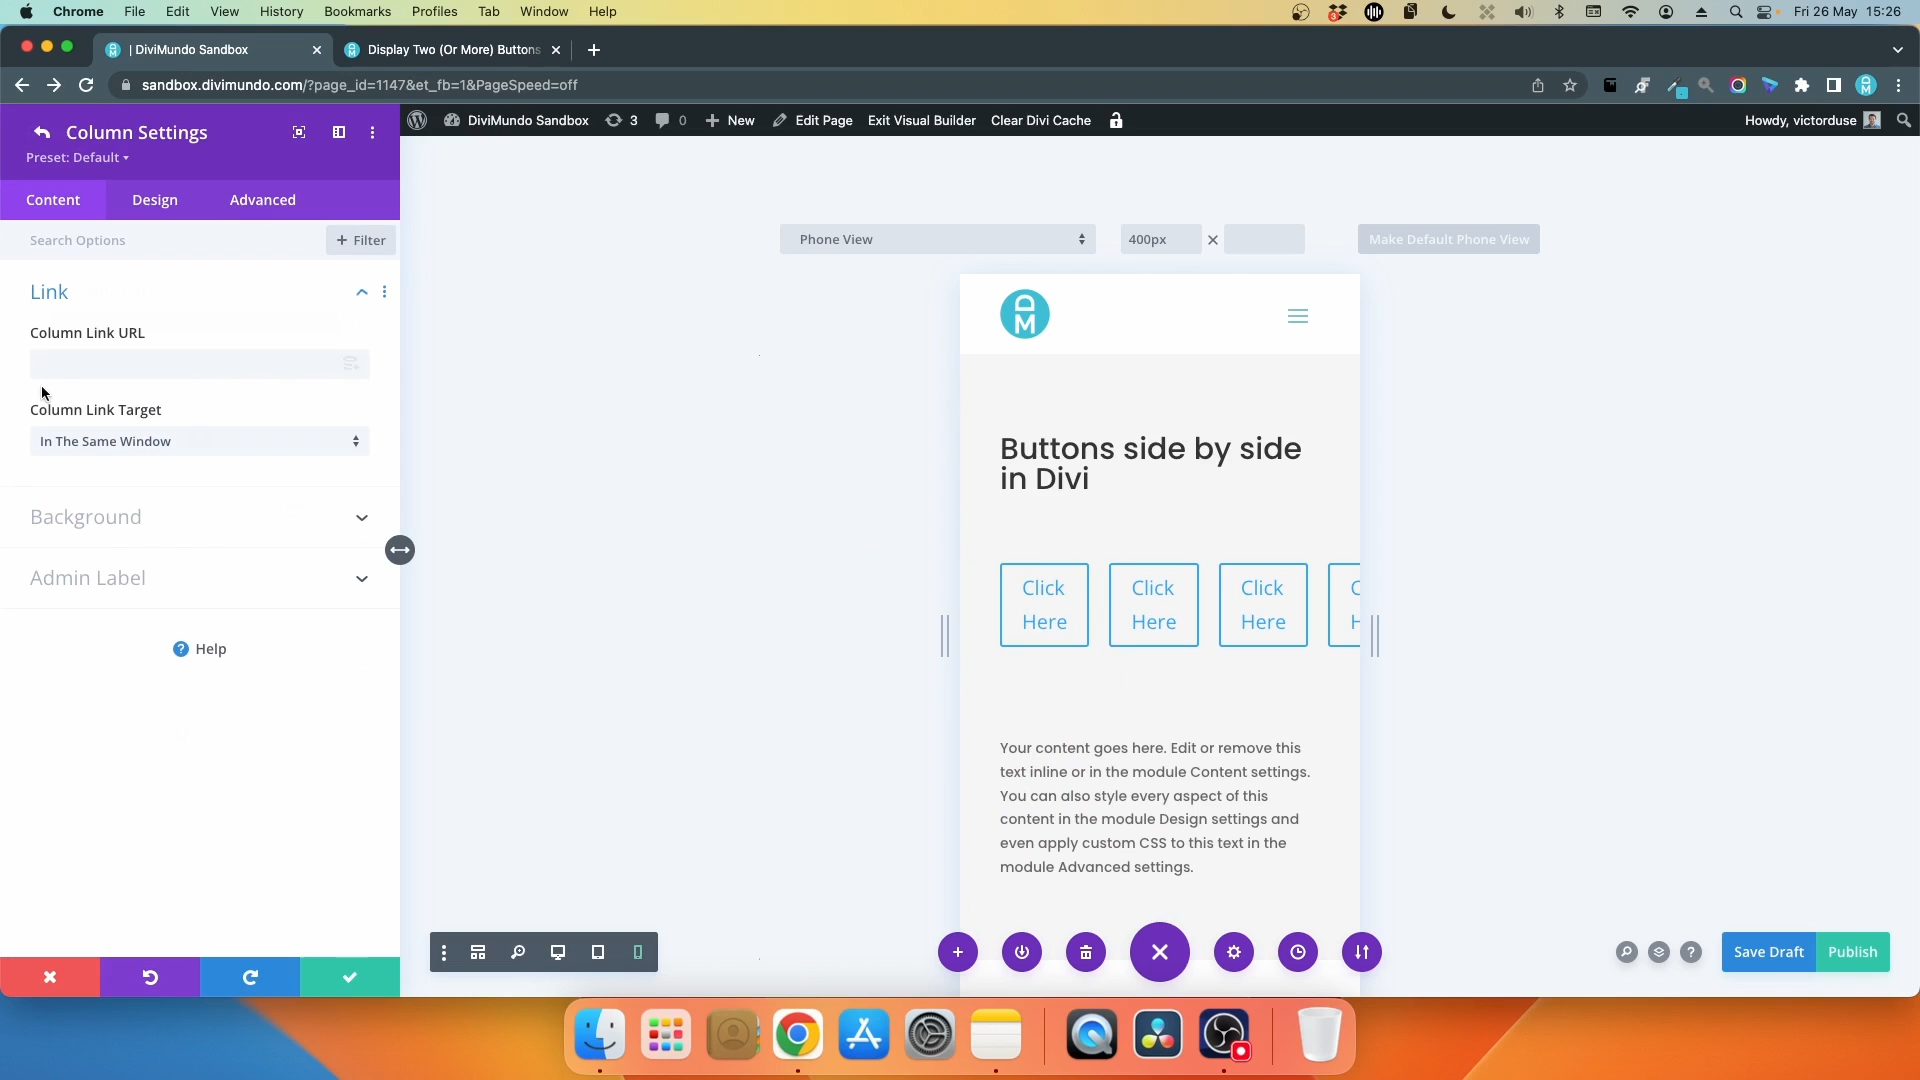 Chrome File Edit View History Bookmarks Profiles Tab Window Help
3
Fri 26 May 15:26
| DiviMundo Sandbox
Display Two (Or More) Buttons
sandbox.divimundo.com/?page_id=1147&et_fb=1&PageSpeed=off
DiviMundo Sandbox 3 0 New Edit Page Exit Visual Builder Clear Divi Cache
Howdy, victorduse
Column Settings
Preset: Default
Content Design Advanced
Search Options
+ Filter
Link
Column Link URL
Column Link Target
In The Same Window
Background
Admin Label
? Help
Phone View
400px
Make Default Phone View
DM
Buttons side by side
in Divi
Click Click Click C
Here Here Here H
Your content goes here. Edit or remove this
text inline or in the module Content settings.
You can also style every aspect of this
content in the module Design settings and
even apply custom CSS to this text in the
module Advanced settings.
?
Save Draft
Publish